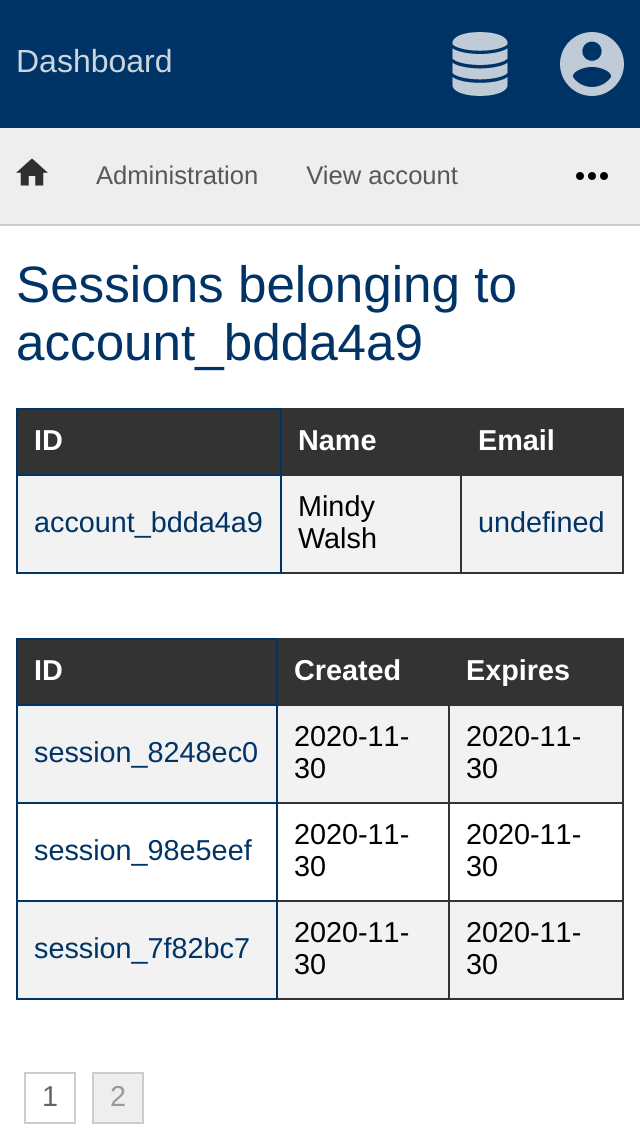 Dashboard
Administration View account
Sessions belonging to
account_bdda4a9
ID Name Email
account_bdda4a9 Mindy Walsh undefined
ID Created Expires
session_8248ec0 2020-11-30 2020-11-30
session_98e5eef 2020-11-30 2020-11-30
session_7f82bc7 2020-11-30 2020-11-30
1 2